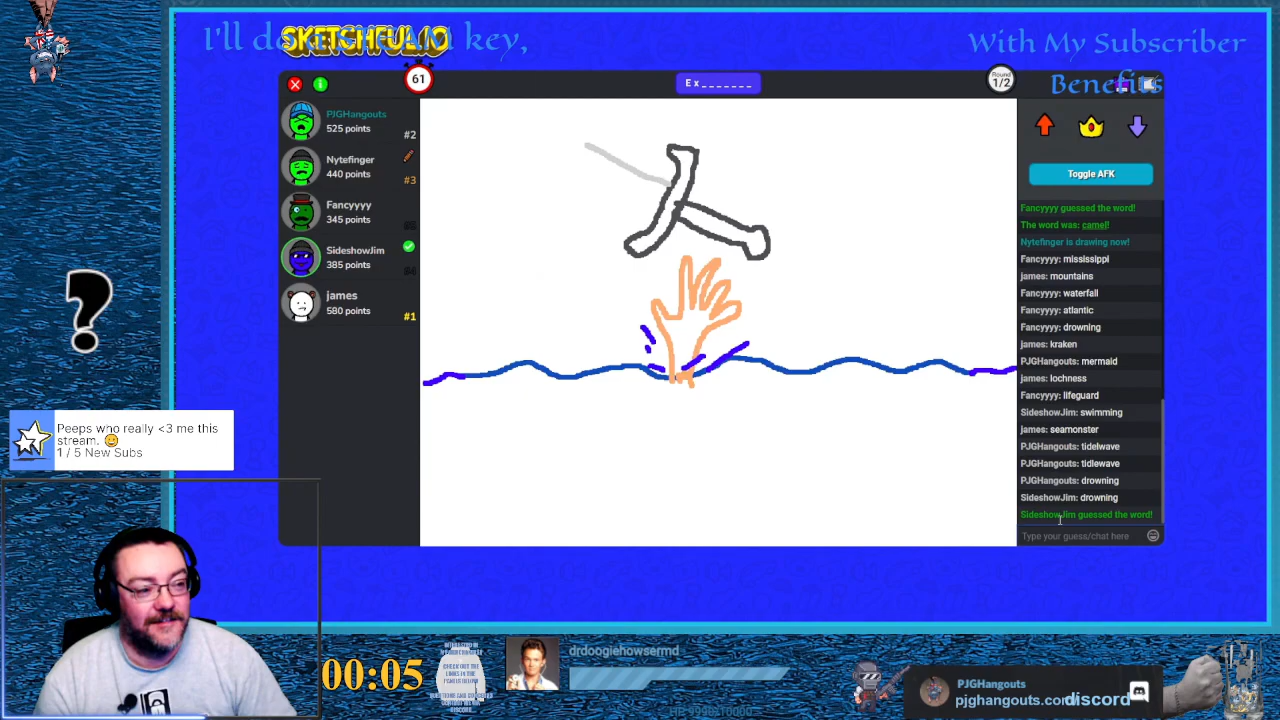 I'll d
key,
SKETCHFUL.IO
With My Subscriber
Benefits
61
Ex_______
Round
1/2
PJGHangouts
525 points
#2
Nytefinger
440 points
#3
Fancyyyy
345 points
SideshowJim
385 points
james
580 points
#1
Toggle AFK
Fancyyyy guessed the word!
The word was: camel!
Nytefinger is drawing now!
Fancyyyy: mississippi
james: mountains
Fancyyyy: waterfall
Fancyyyy: atlantic
Fancyyyy: drowning
james: kraken
PJGHangouts: mermaid
james: lochness
Fancyyyy: lifeguard
SideshowJim: swimming
james: seamonster
PJGHangouts: tidelwave
PJGHangouts: tidlewave
PJGHangouts: drowning
SideshowJim: drowning
SideshowJim guessed the word!
Type your guess/chat here
Peeps who really <3 me this
stream. 😀
1 / 5 New Subs
00:05
drdoogiehowsermd
PJGHangouts
pjghangouts.com
discord